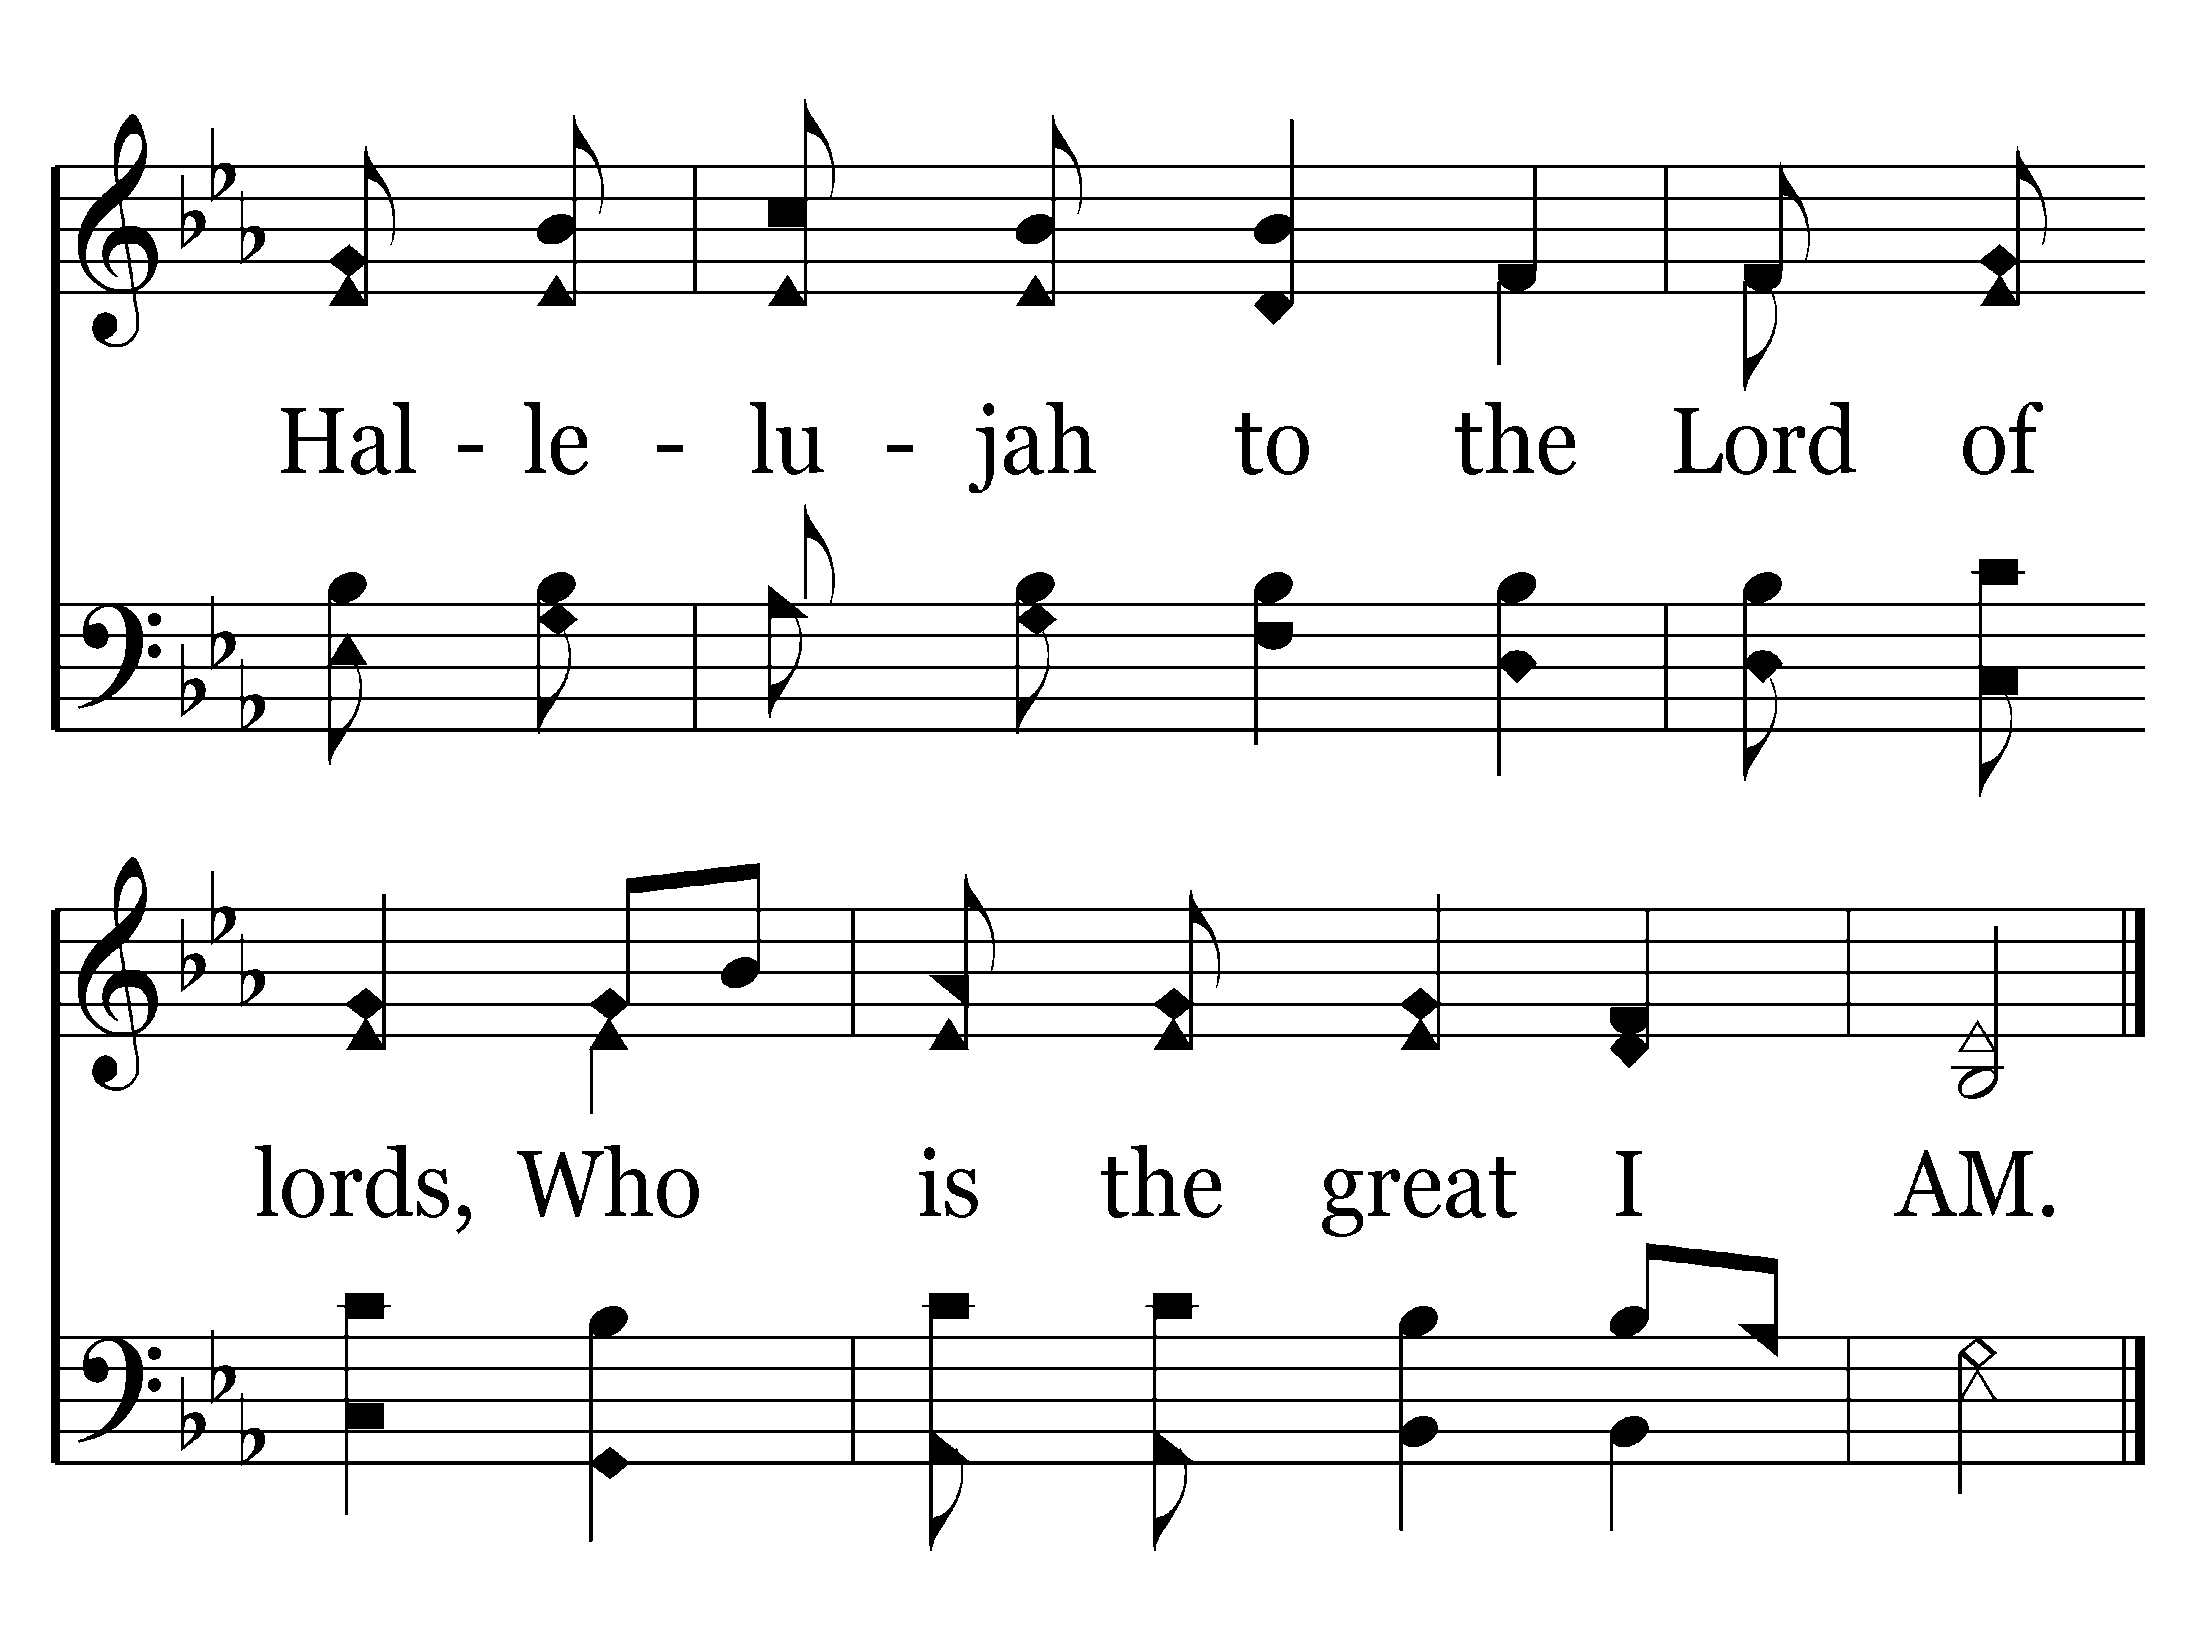 Hal - le - lu - jah to the Lord of
lords, Who is the great I AM.